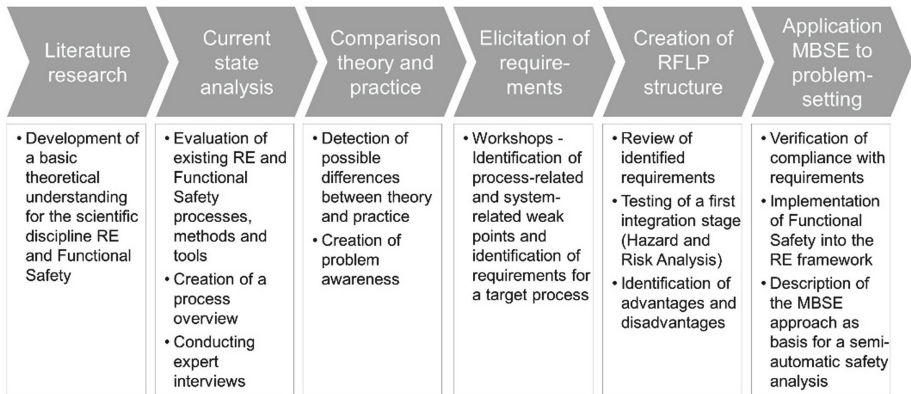 Literature
research
Current
state
analysis
Comparison
theory and
practice
Elicitation of
require-
ments
Creation of
RFLP
structure
Application
MBSE to
problem-
setting
• Development of
a basic
theoretical
understanding
for the scientific
discipline RE
and Functional
Safety
• Evaluation of
existing RE and
Functional
Safety
processes,
methods and
tools
• Creation of a
process
overview
• Conducting
expert
interviews
• Detection of
possible
differences
between theory
and practice
• Creation of
problem
awareness
• Workshops -
Identification of
process-related
and system-
related weak
points and
identification of
requirements for
a target process
• Review of
identified
requirements
• Testing of a first
integration stage
(Hazard and
Risk Analysis)
• Identification of
advantages and
disadvantages
• Verification of
compliance with
requirements
• Implementation
of Functional
Safety into the
RE framework
• Description of
the MBSE
approach as
basis for a semi-
automatic safety
analysis